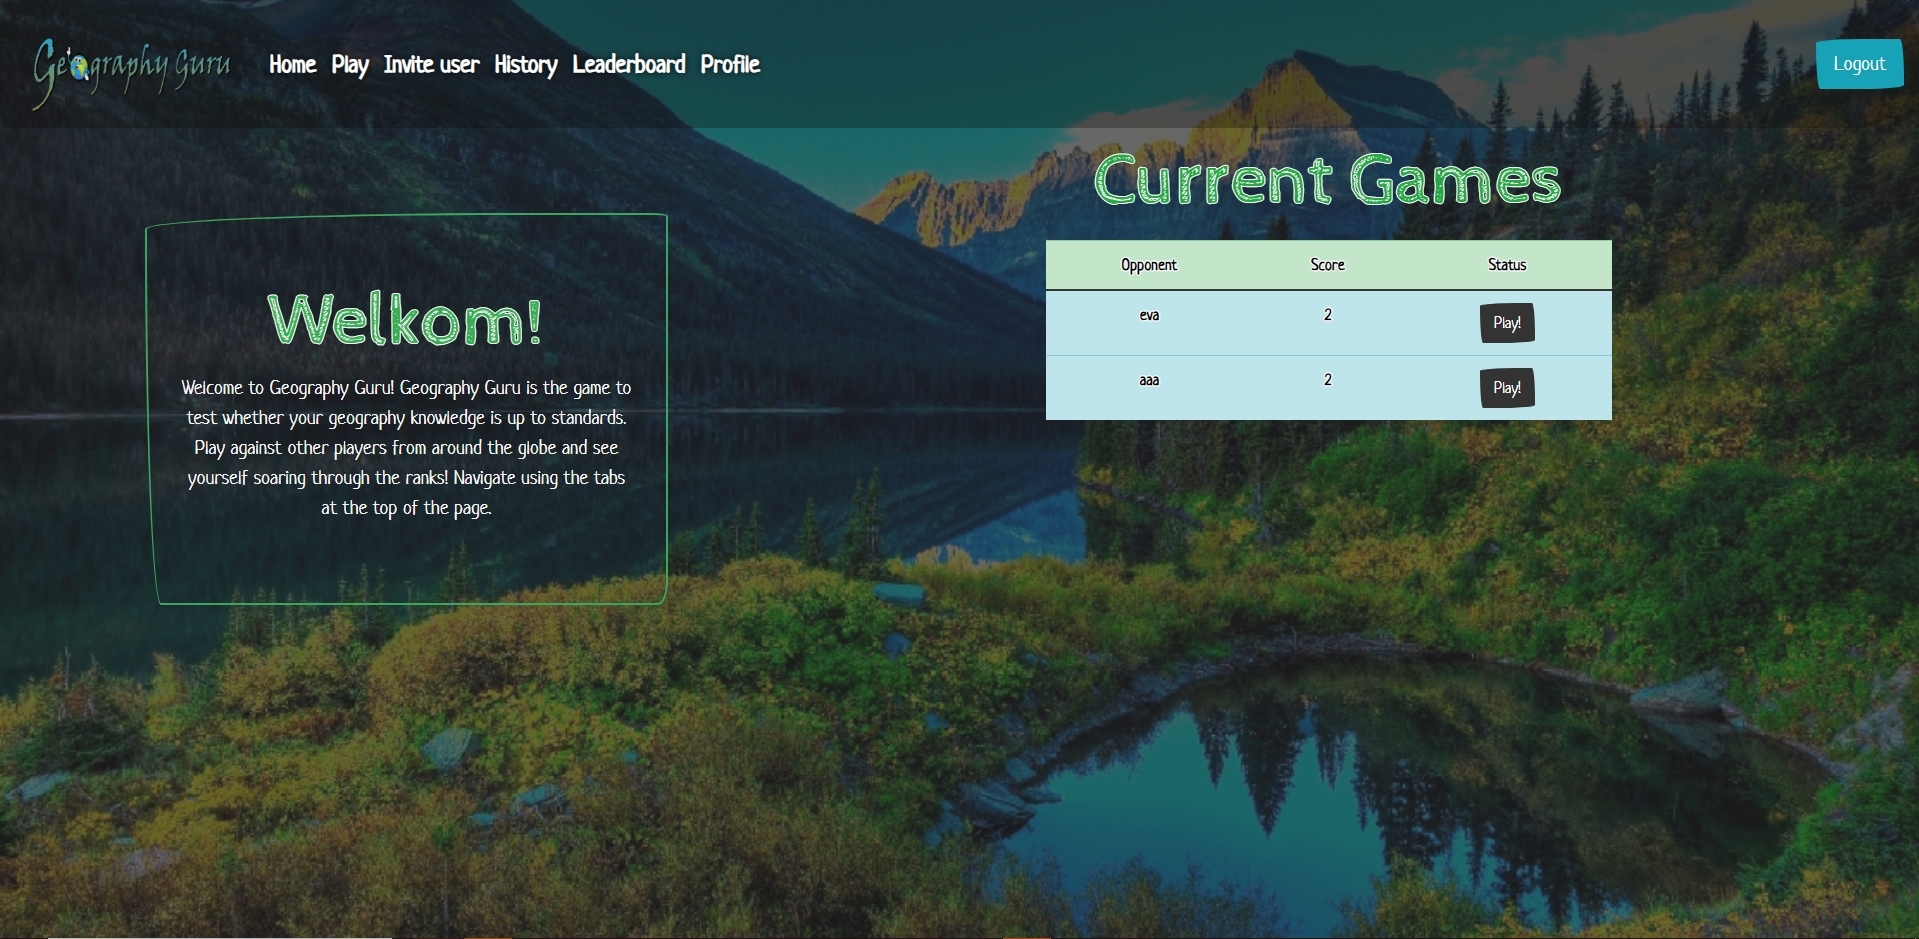 Geography Guru
Home Play Invite user History Leaderboard Profile
Logout
Welkom!
Welcome to Geography Guru! Geography Guru is the game to
test whether your geography knowledge is up to standards.
Play against other players from around the globe and see
yourself soaring through the ranks! Navigate using the tabs
at the top of the page.
Current Games
Opponent Score Status
eva 2 Play!
aaa 2 Play!